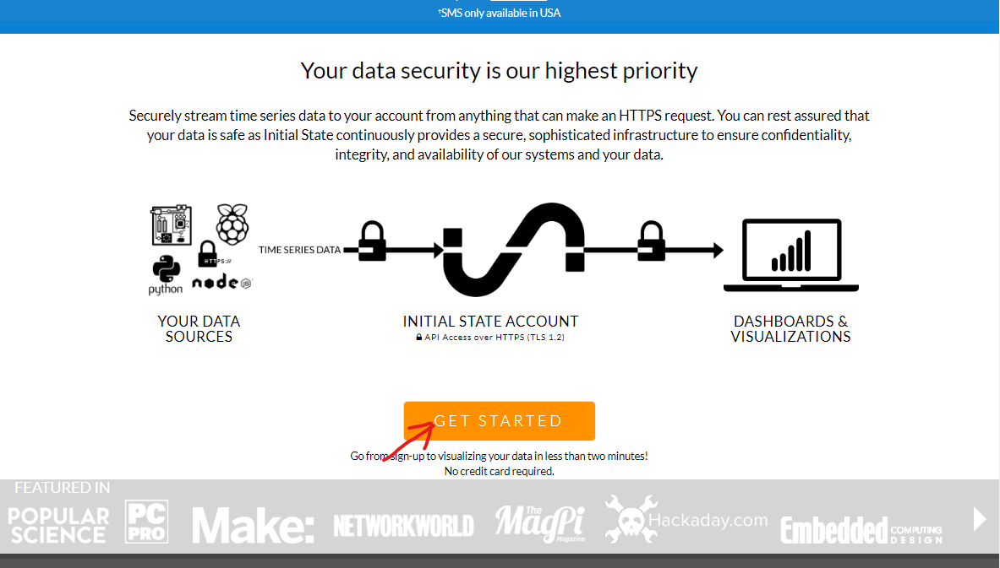 †SMS only available in USA
Your data security is our highest priority
Securely stream time series data to your account from anything that can make an HTTPS request. You can rest assured that
your data is safe as Initial State continuously provides a secure, sophisticated infrastructure to ensure confidentiality,
integrity, and availability of our systems and your data.
HTTPS://
python
node
JS
TIME SERIES DATA
YOUR DATA
SOURCES
INITIAL STATE ACCOUNT
API Access over HTTPS (TLS 1.2)
DASHBOARDS &
VISUALIZATIONS
GET STARTED
Go from sign-up to visualizing your data in less than two minutes!
No credit card required.
FEATURED IN
POPULAR
SCIENCE
PC
PRO
Make:
NETWORKWORLD
The
MagPi
Magazine
Hackaday.com
Embedded
COMPUTING
DESIGN